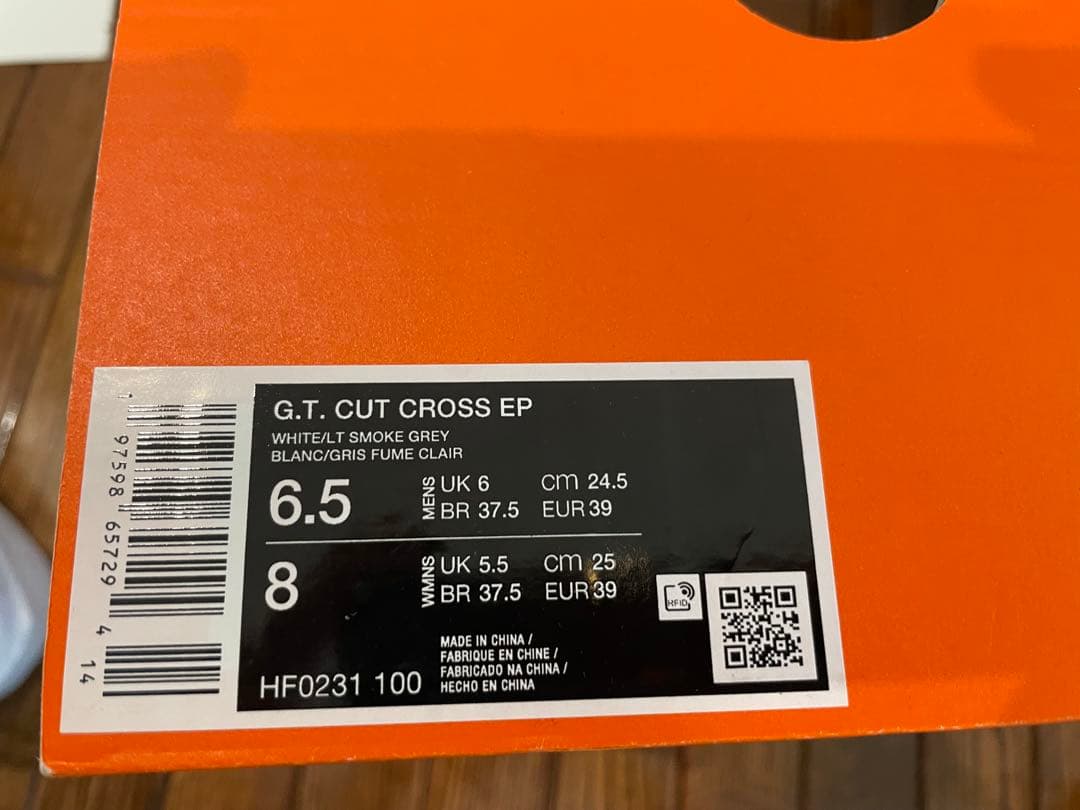 G.T. CUT CROSS EP
WHITE/LT SMOKE GREY
BLANC/GRIS FUME CLAIR
6.5 MENS UK 6 cm 24.5
BR 37.5 EUR 39
8 WMNS UK 5.5 cm 25
BR 37.5 EUR 39
RFID
MADE IN CHINA /
FABRIQUE EN CHINE /
FABRICADO NA CHINA /
HECHO EN CHINA
HF0231 100
1 97598 65729 4 14